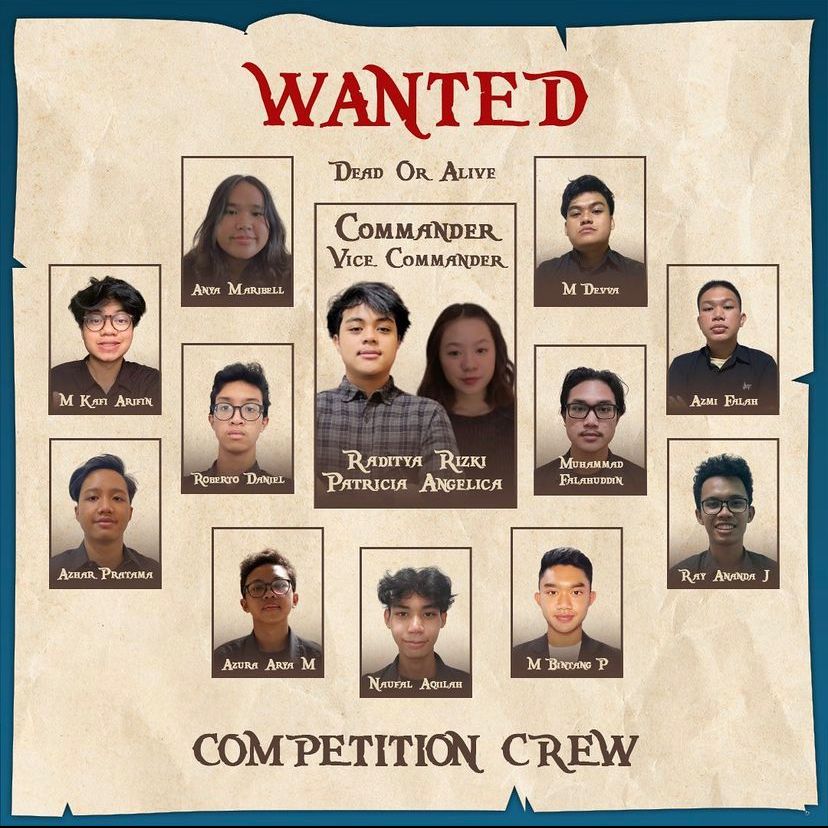 WANTED
Dead Or Alive
Commander
Vice Commander
Anya Maribell
M Devva
M Kafi Arifin
Azmi Falah
Roberto Daniel
Raditya Rizki
Patricia Angelica
Muhammad
Falahuddin
Azhar Pratama
Ray Ananda J
Azura Arya M
Naufal Aqiilah
M Bintang P
COMPETITION CREW